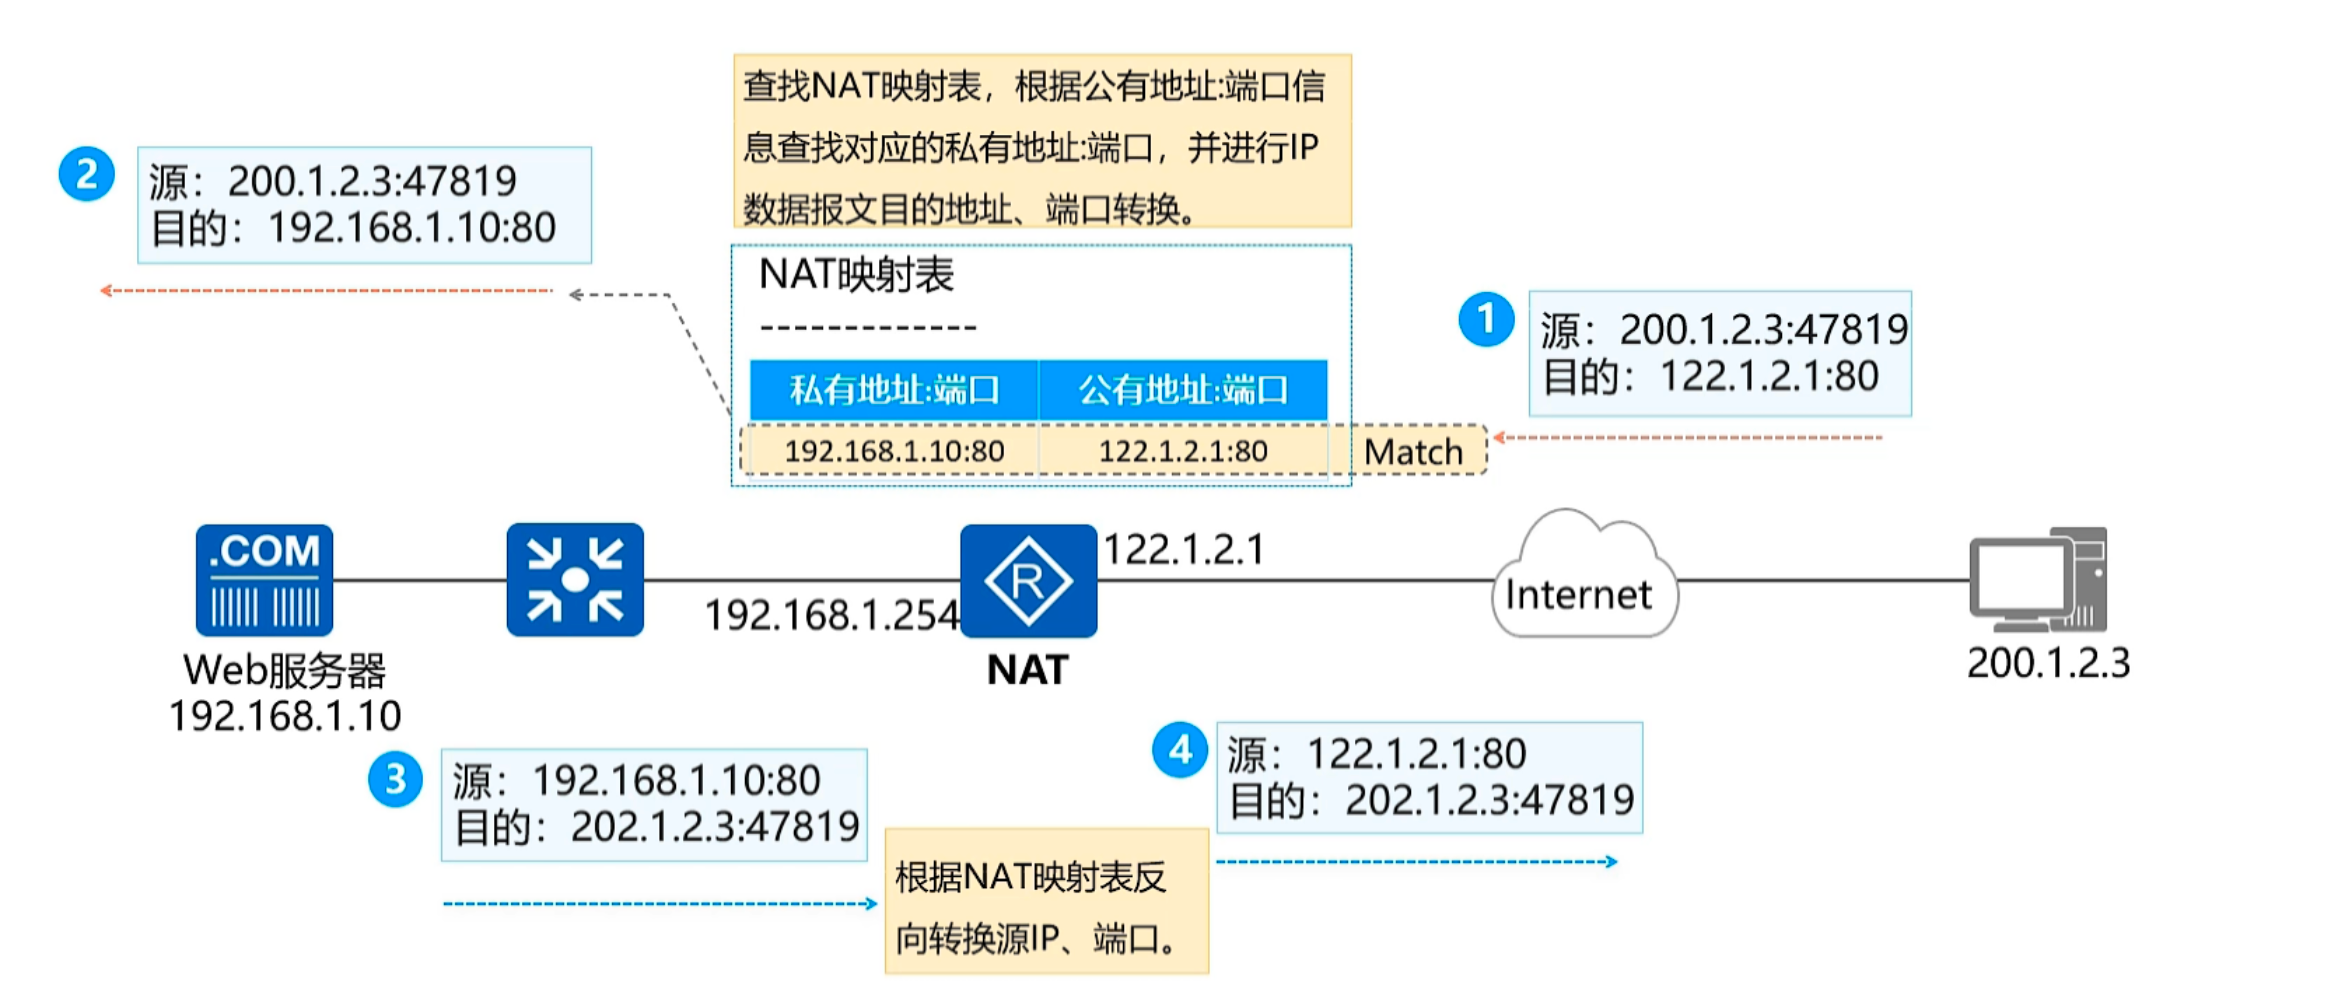 查找NAT映射表，根据公有地址:端口信
息查找对应的私有地址:端口，并进行IP
数据报文目的地址、端口转换。
2
源：200.1.2.3:47819
目的：192.168.1.10:80
NAT映射表
-------------
1
源：200.1.2.3:47819
目的：122.1.2.1:80
私有地址:端口 公有地址:端口
192.168.1.10:80 122.1.2.1:80 Match
.COM
R
122.1.2.1
192.168.1.254
Internet
NAT
Web服务器
192.168.1.10
200.1.2.3
3
源：192.168.1.10:80
目的：202.1.2.3:47819
4
源：122.1.2.1:80
目的：202.1.2.3:47819
根据NAT映射表反
向转换源IP、端口。